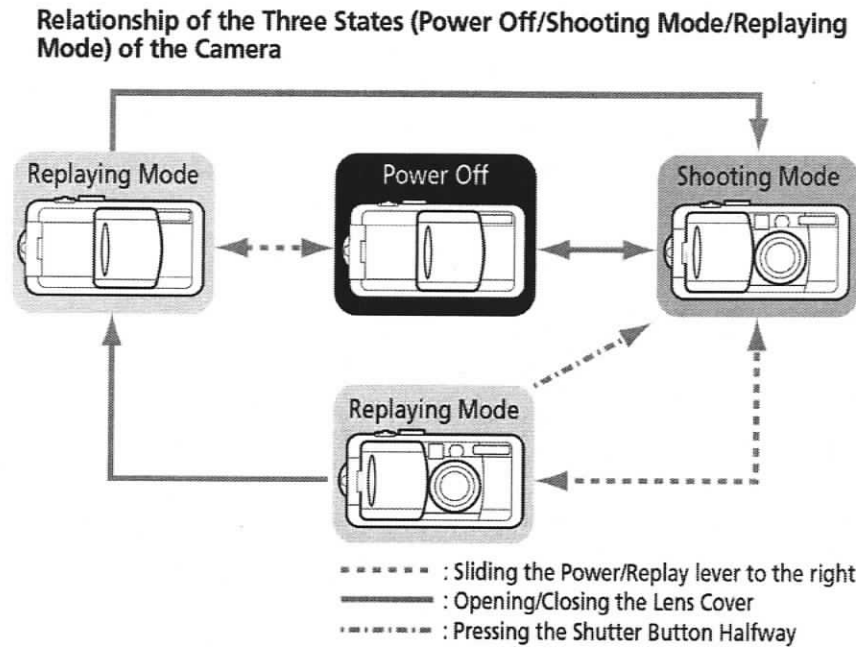 Relationship of the Three States (Power Off/Shooting Mode/Replaying
Mode) of the Camera
Replaying Mode
Power Off
Shooting Mode
Replaying Mode
: Sliding the Power/Replay lever to the right
: Opening/Closing the Lens Cover
: Pressing the Shutter Button Halfway